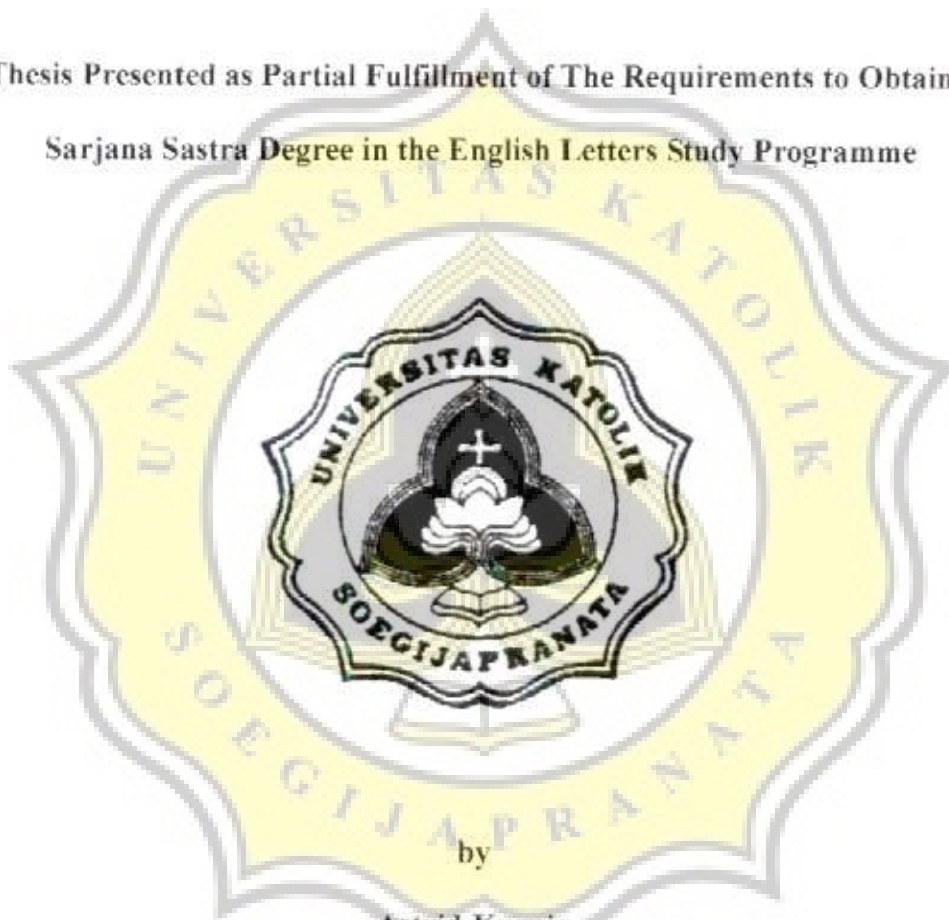 Thesis Presented as Partial Fulfillment of The Requirements to Obtain
Sarjana Sastra Degree in the English Letters Study Programme
UNIVERSITAS KATOLIK
SOEGIJAPRANATA
UNIVERSITAS KATOLIK
SOEGIJAPRANATA
by